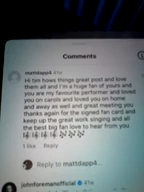 Comments
mattdapp4 41w
Hi tim hows things great post and love
them all and I'm a huge fan of yours and
you are my favourite performer and loved
you on carols and loved you on home
and away as well and great meeting you
thanks again for the signed fan card and
keep up the great work singing and all
the best big fan love to hear from you
1 like Reply
Reply to mattdapp4...
johnforemanofficial 41w